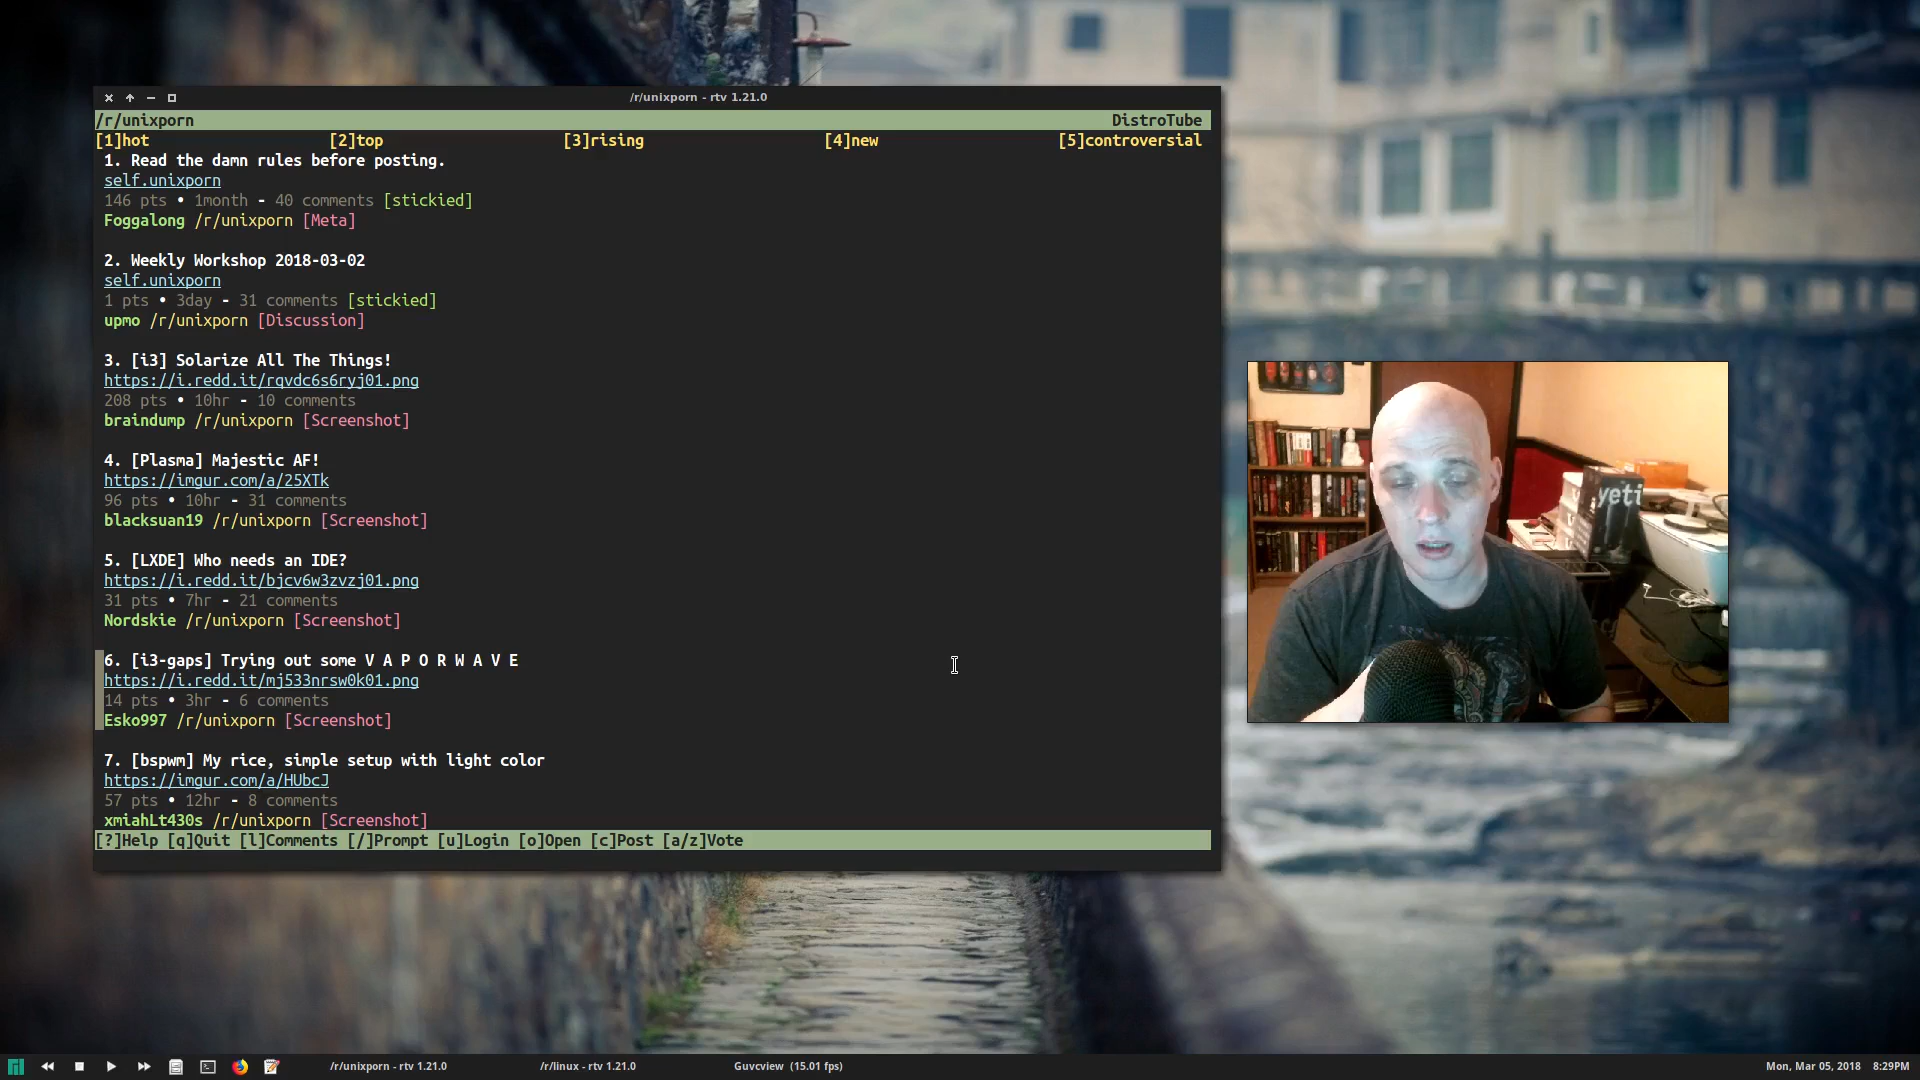 /r/unixporn - rtv 1.21.0
/r/unixporn DistroTube
[1]hot [2]top [3]rising [4]new [5]controversial
1. Read the damn rules before posting.
self.unixporn
146 pts • 1month - 40 comments [stickied]
Foggalong /r/unixporn [Meta]
2. Weekly Workshop 2018-03-02
self.unixporn
1 pts • 3day - 31 comments [stickied]
upmo /r/unixporn [Discussion]
3. [i3] Solarize All The Things!
https://i.redd.it/rqvdc6s6ryj01.png
208 pts • 10hr - 10 comments
braindump /r/unixporn [Screenshot]
4. [Plasma] Majestic AF!
https://imgur.com/a/25XTk
96 pts • 10hr - 31 comments
blacksuan19 /r/unixporn [Screenshot]
5. [LXDE] Who needs an IDE?
https://i.redd.it/bjcv6w3zvzj01.png
31 pts • 7hr - 21 comments
Nordskie /r/unixporn [Screenshot]
6. [i3-gaps] Trying out some V A P O R W A V E
https://i.redd.it/mj533nrsw0k01.png
14 pts • 3hr - 6 comments
Esko997 /r/unixporn [Screenshot]
7. [bspwm] My rice, simple setup with light color
https://imgur.com/a/HUbcJ
57 pts • 12hr - 8 comments
xmiahLt430s /r/unixporn [Screenshot]
[?]Help [q]Quit [l]Comments [/]Prompt [u]Login [o]Open [c]Post [a/z]Vote
yeti
/r/unixporn - rtv 1.21.0 /r/linux - rtv 1.21.0 Guvcview (15.01 fps) Mon, Mar 05, 2018 8:29PM